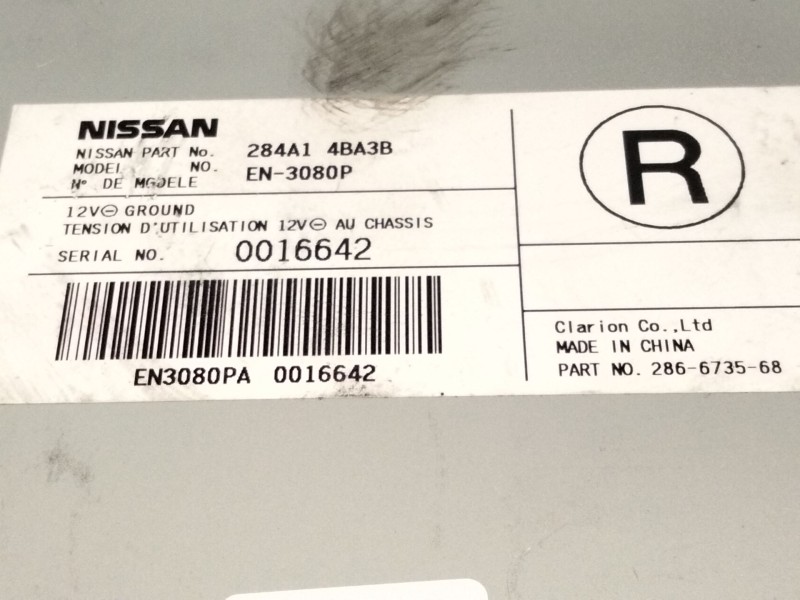 NISSAN
NISSAN PART No. 284A1 4BA3B
MODEL NO. EN-3080P
N° DE MODELE
12V⊖ GROUND
TENSION D'UTILISATION 12V⊖ AU CHASSIS
SERIAL NO. 0016642
EN3080PA 0016642
R
Clarion Co.,Ltd
MADE IN CHINA
PART NO. 286-6735-68